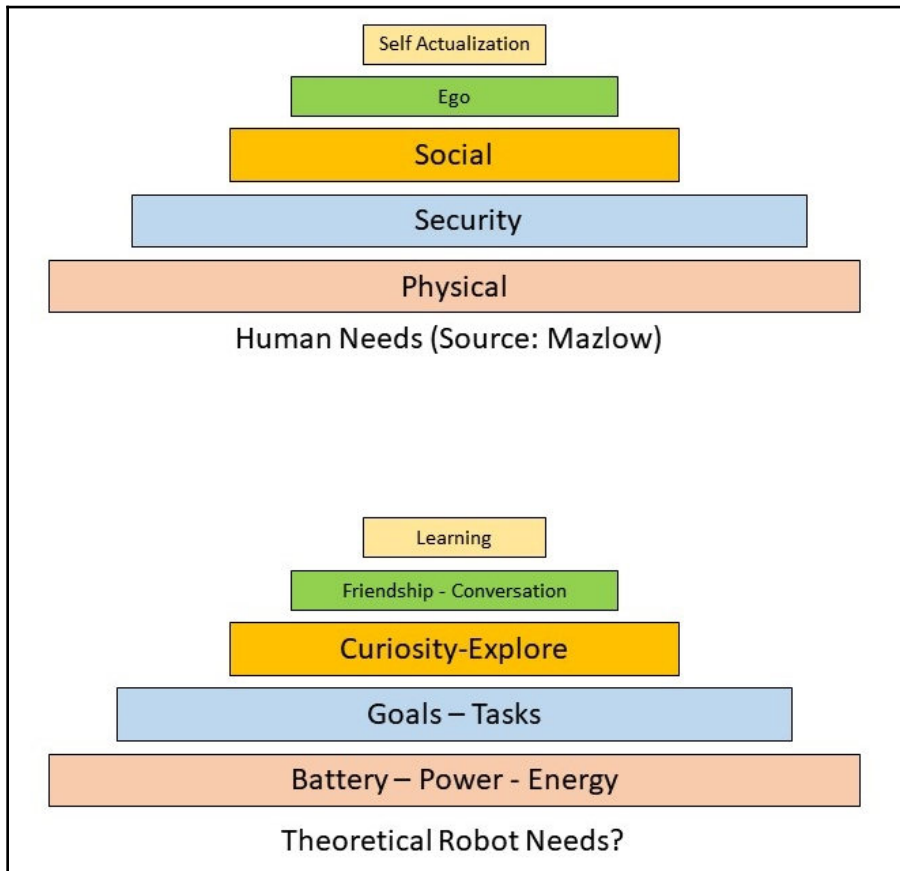 Self Actualization
Ego
Social
Security
Physical
Human Needs (Source: Mazlow)
Learning
Friendship - Conversation
Curiosity-Explore
Goals – Tasks
Battery – Power - Energy
Theoretical Robot Needs?